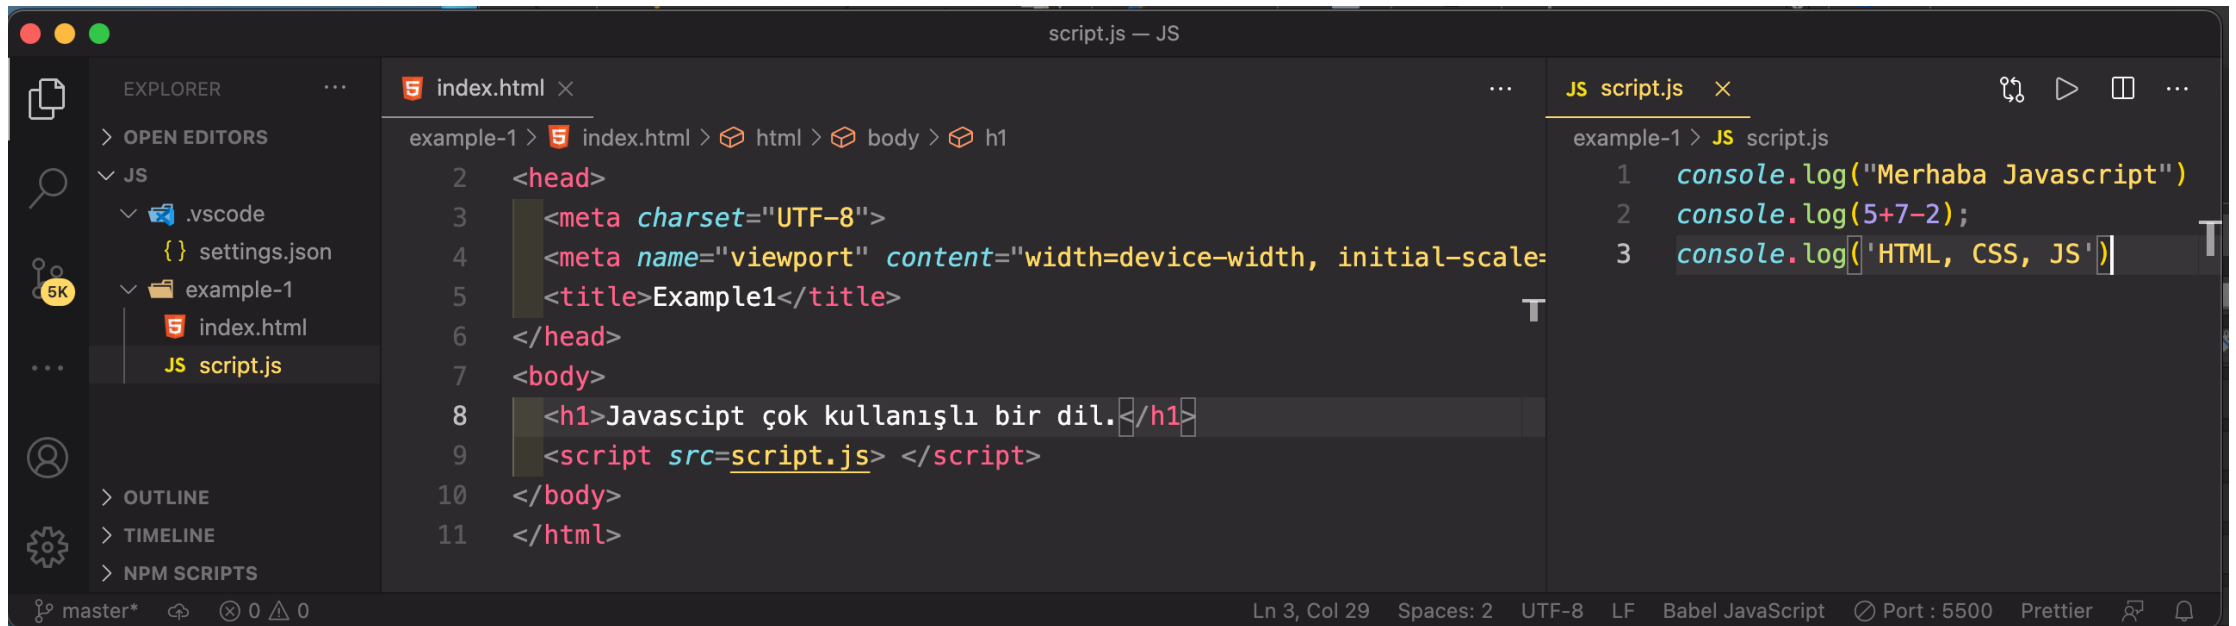 script.js — JS
EXPLORER ...
OPEN EDITORS
JS
.vscode
{} settings.json
example-1
index.html
JS script.js
OUTLINE
TIMELINE
NPM SCRIPTS
5K
index.html ...
example-1 > index.html > html > body > h1
2 <head>
3 <meta charset="UTF-8">
4 <meta name="viewport" content="width=device-width, initial-scale=
5 <title>Example1</title>
6 </head>
7 <body>
8 <h1>Javascipt çok kullanışlı bir dil.</h1>
9 <script src=script.js> </script>
10 </body>
11 </html>
JS script.js ...
example-1 > JS script.js
1 console.log("Merhaba Javascript")
2 console.log(5+7-2);
3 console.log('HTML, CSS, JS')
master* 0 0 Ln 3, Col 29 Spaces: 2 UTF-8 LF Babel JavaScript Port : 5500 Prettier